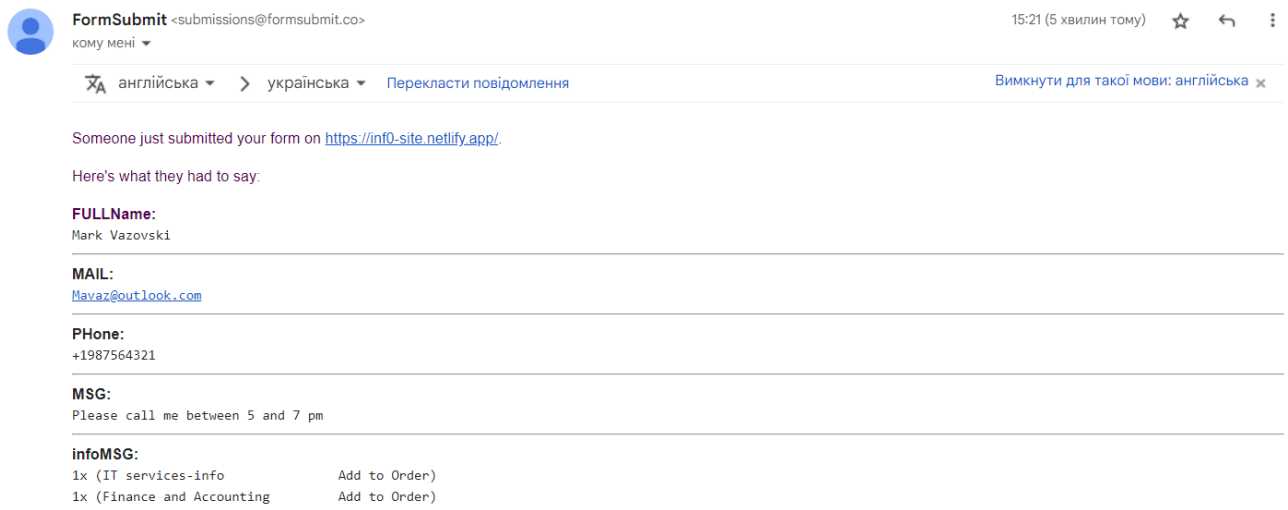 FormSubmit <submissions@formsubmit.co> 15:21 (5 хвилин тому)
кому мені
англійська > українська Перекласти повідомлення Вимкнути для такої мови: англійська ×
Someone just submitted your form on https://inf0-site.netlify.app/.
Here's what they had to say:
FULLName:
Mark Vazovski
MAIL:
Mavaz@outlook.com
PHone:
+1987564321
MSG:
Please call me between 5 and 7 pm
infoMSG:
1x (IT services-info Add to Order)
1x (Finance and Accounting Add to Order)